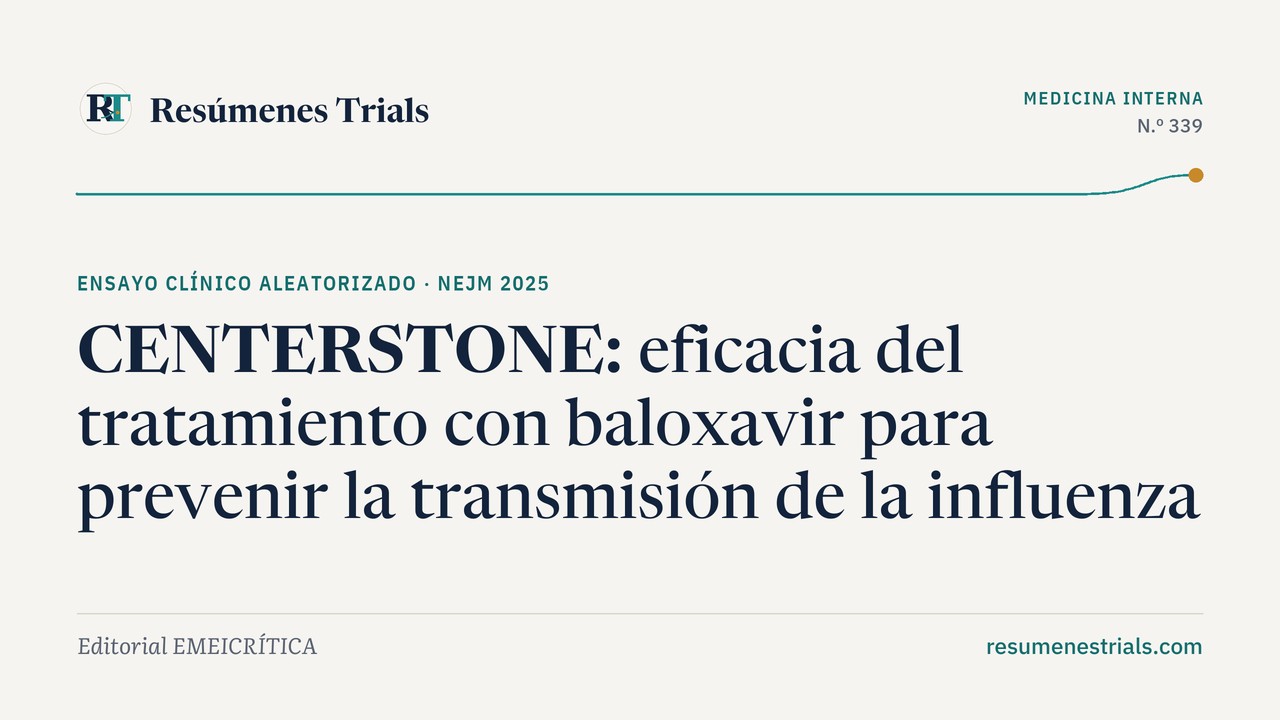 RT Resúmenes Trials
MEDICINA INTERNA
N.º 339
ENSAYO CLÍNICO ALEATORIZADO · NEJM 2025
CENTERSTONE: eficacia del
tratamiento con baloxavir para
prevenir la transmisión de la influenza
Editorial EMEICRÍTICA
resumenestrials.com